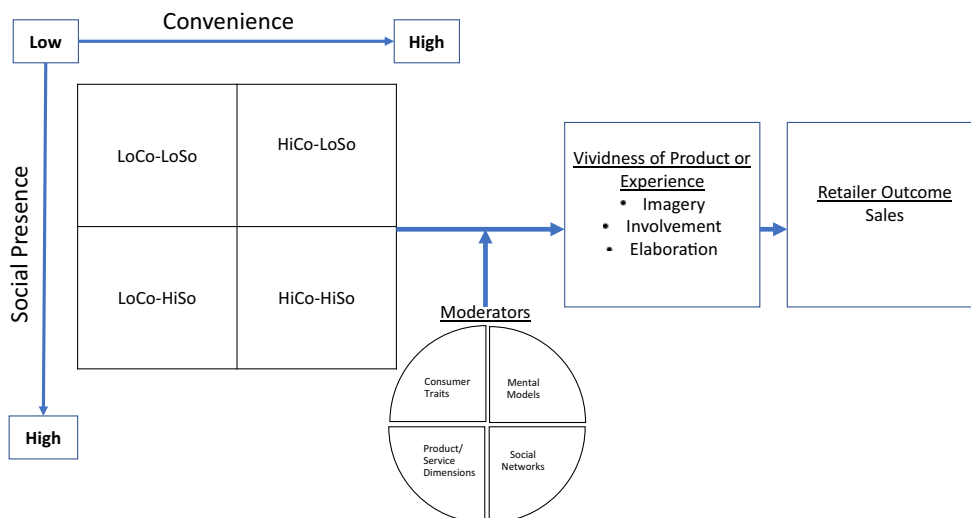 Convenience
Low
High
Social Presence
High
LoCo-LoSo
HiCo-LoSo
LoCo-HiSo
HiCo-HiSo
Moderators
Consumer
Traits
Mental
Models
Product/
Service
Dimensions
Social
Networks
Vividness of Product or
Experience
• Imagery
• Involvement
• Elaboration
Retailer Outcome
Sales